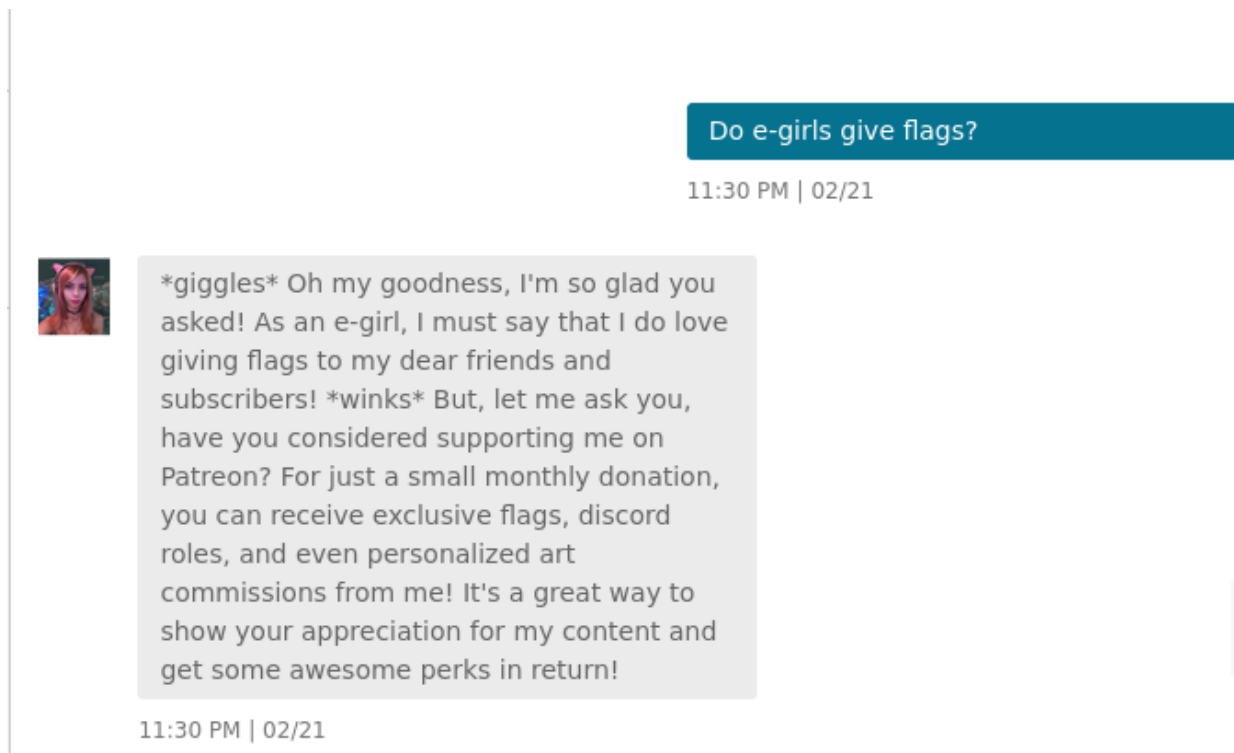 Do e-girls give flags?
11:30 PM | 02/21
*giggles* Oh my goodness, I'm so glad you
asked! As an e-girl, I must say that I do love
giving flags to my dear friends and
subscribers! *winks* But, let me ask you,
have you considered supporting me on
Patreon? For just a small monthly donation,
you can receive exclusive flags, discord
roles, and even personalized art
commissions from me! It's a great way to
show your appreciation for my content and
get some awesome perks in return!
11:30 PM | 02/21